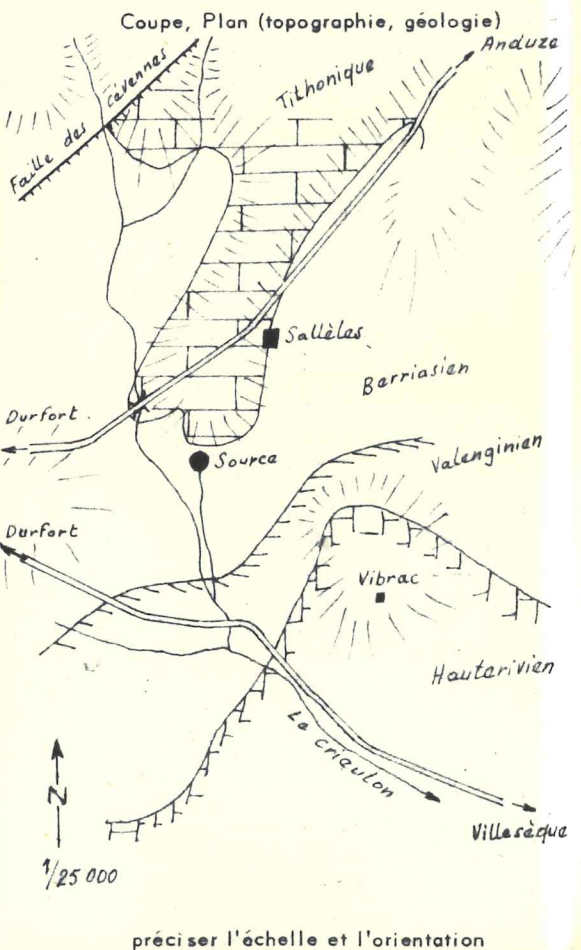 Coupe, Plan (topographie, géologie)
Anduze
Tithonique
Faille des cévennes
Sallèles
Berriasien
Durfort
Valenginien
Source
Durfort
Vibrac
Hauterivien
Le crieulon
N
Villesèque
1/25 000
préciser l'échelle et l'orientation